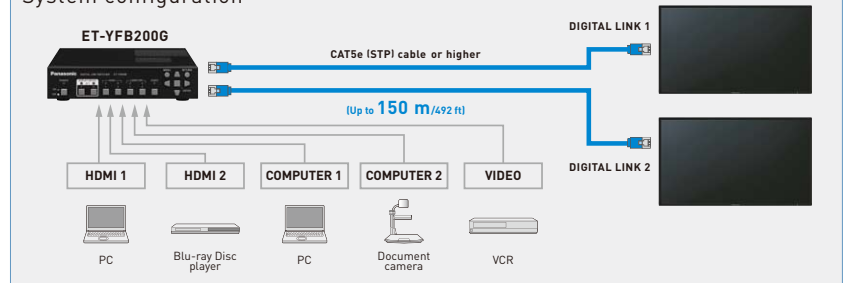 System configuration
ET-YFB200G
DIGITAL LINK 1
CAT5e (STP) cable or higher
Panasonic
(Up to 150 m/492 ft)
DIGITAL LINK 2
HDMI 1
HDMI 2
COMPUTER 1
COMPUTER 2
VIDEO
PC
Blu-ray Disc
player
PC
Document
camera
VCR